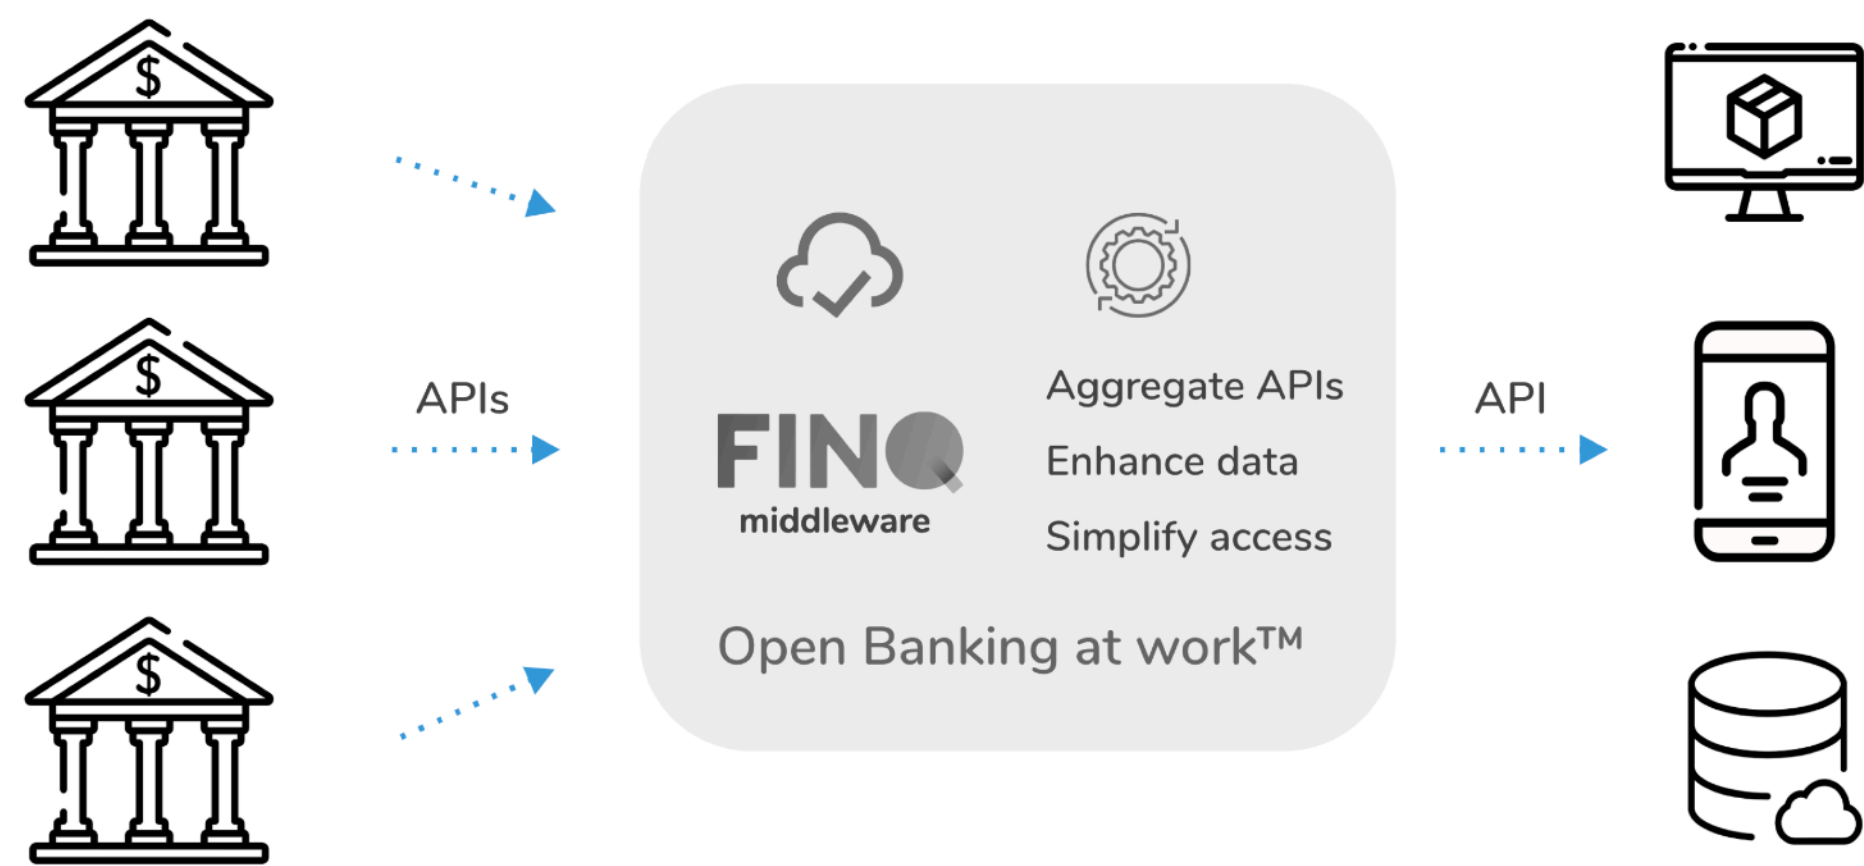 $
$
$
APIs
FINQ
middleware
Aggregate APIs
Enhance data
Simplify access
Open Banking at work™
API